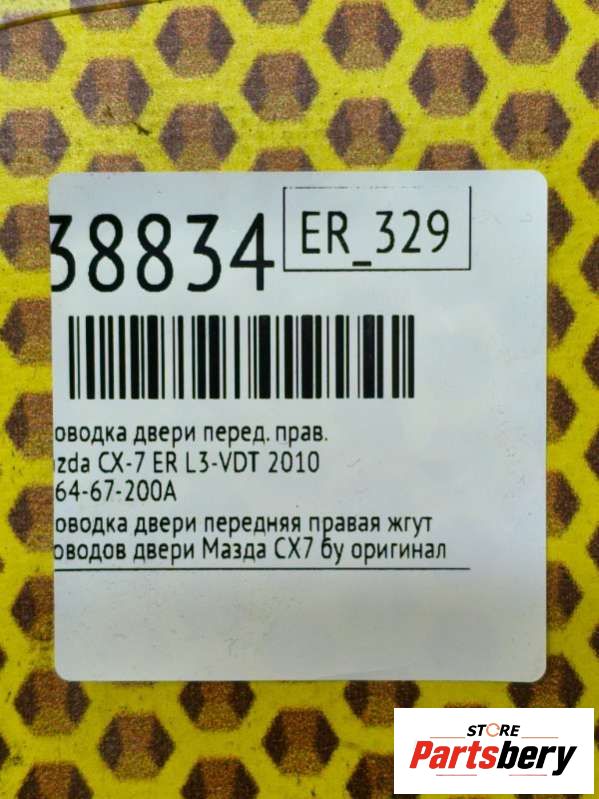 38834
ER_329
оводка двери перед. прав.
zda CX-7 ER L3-VDT 2010
64-67-200A
оводка двери передняя правая жгут
оводов двери Мазда CX7 бу оригинал
STORE
Partsbery